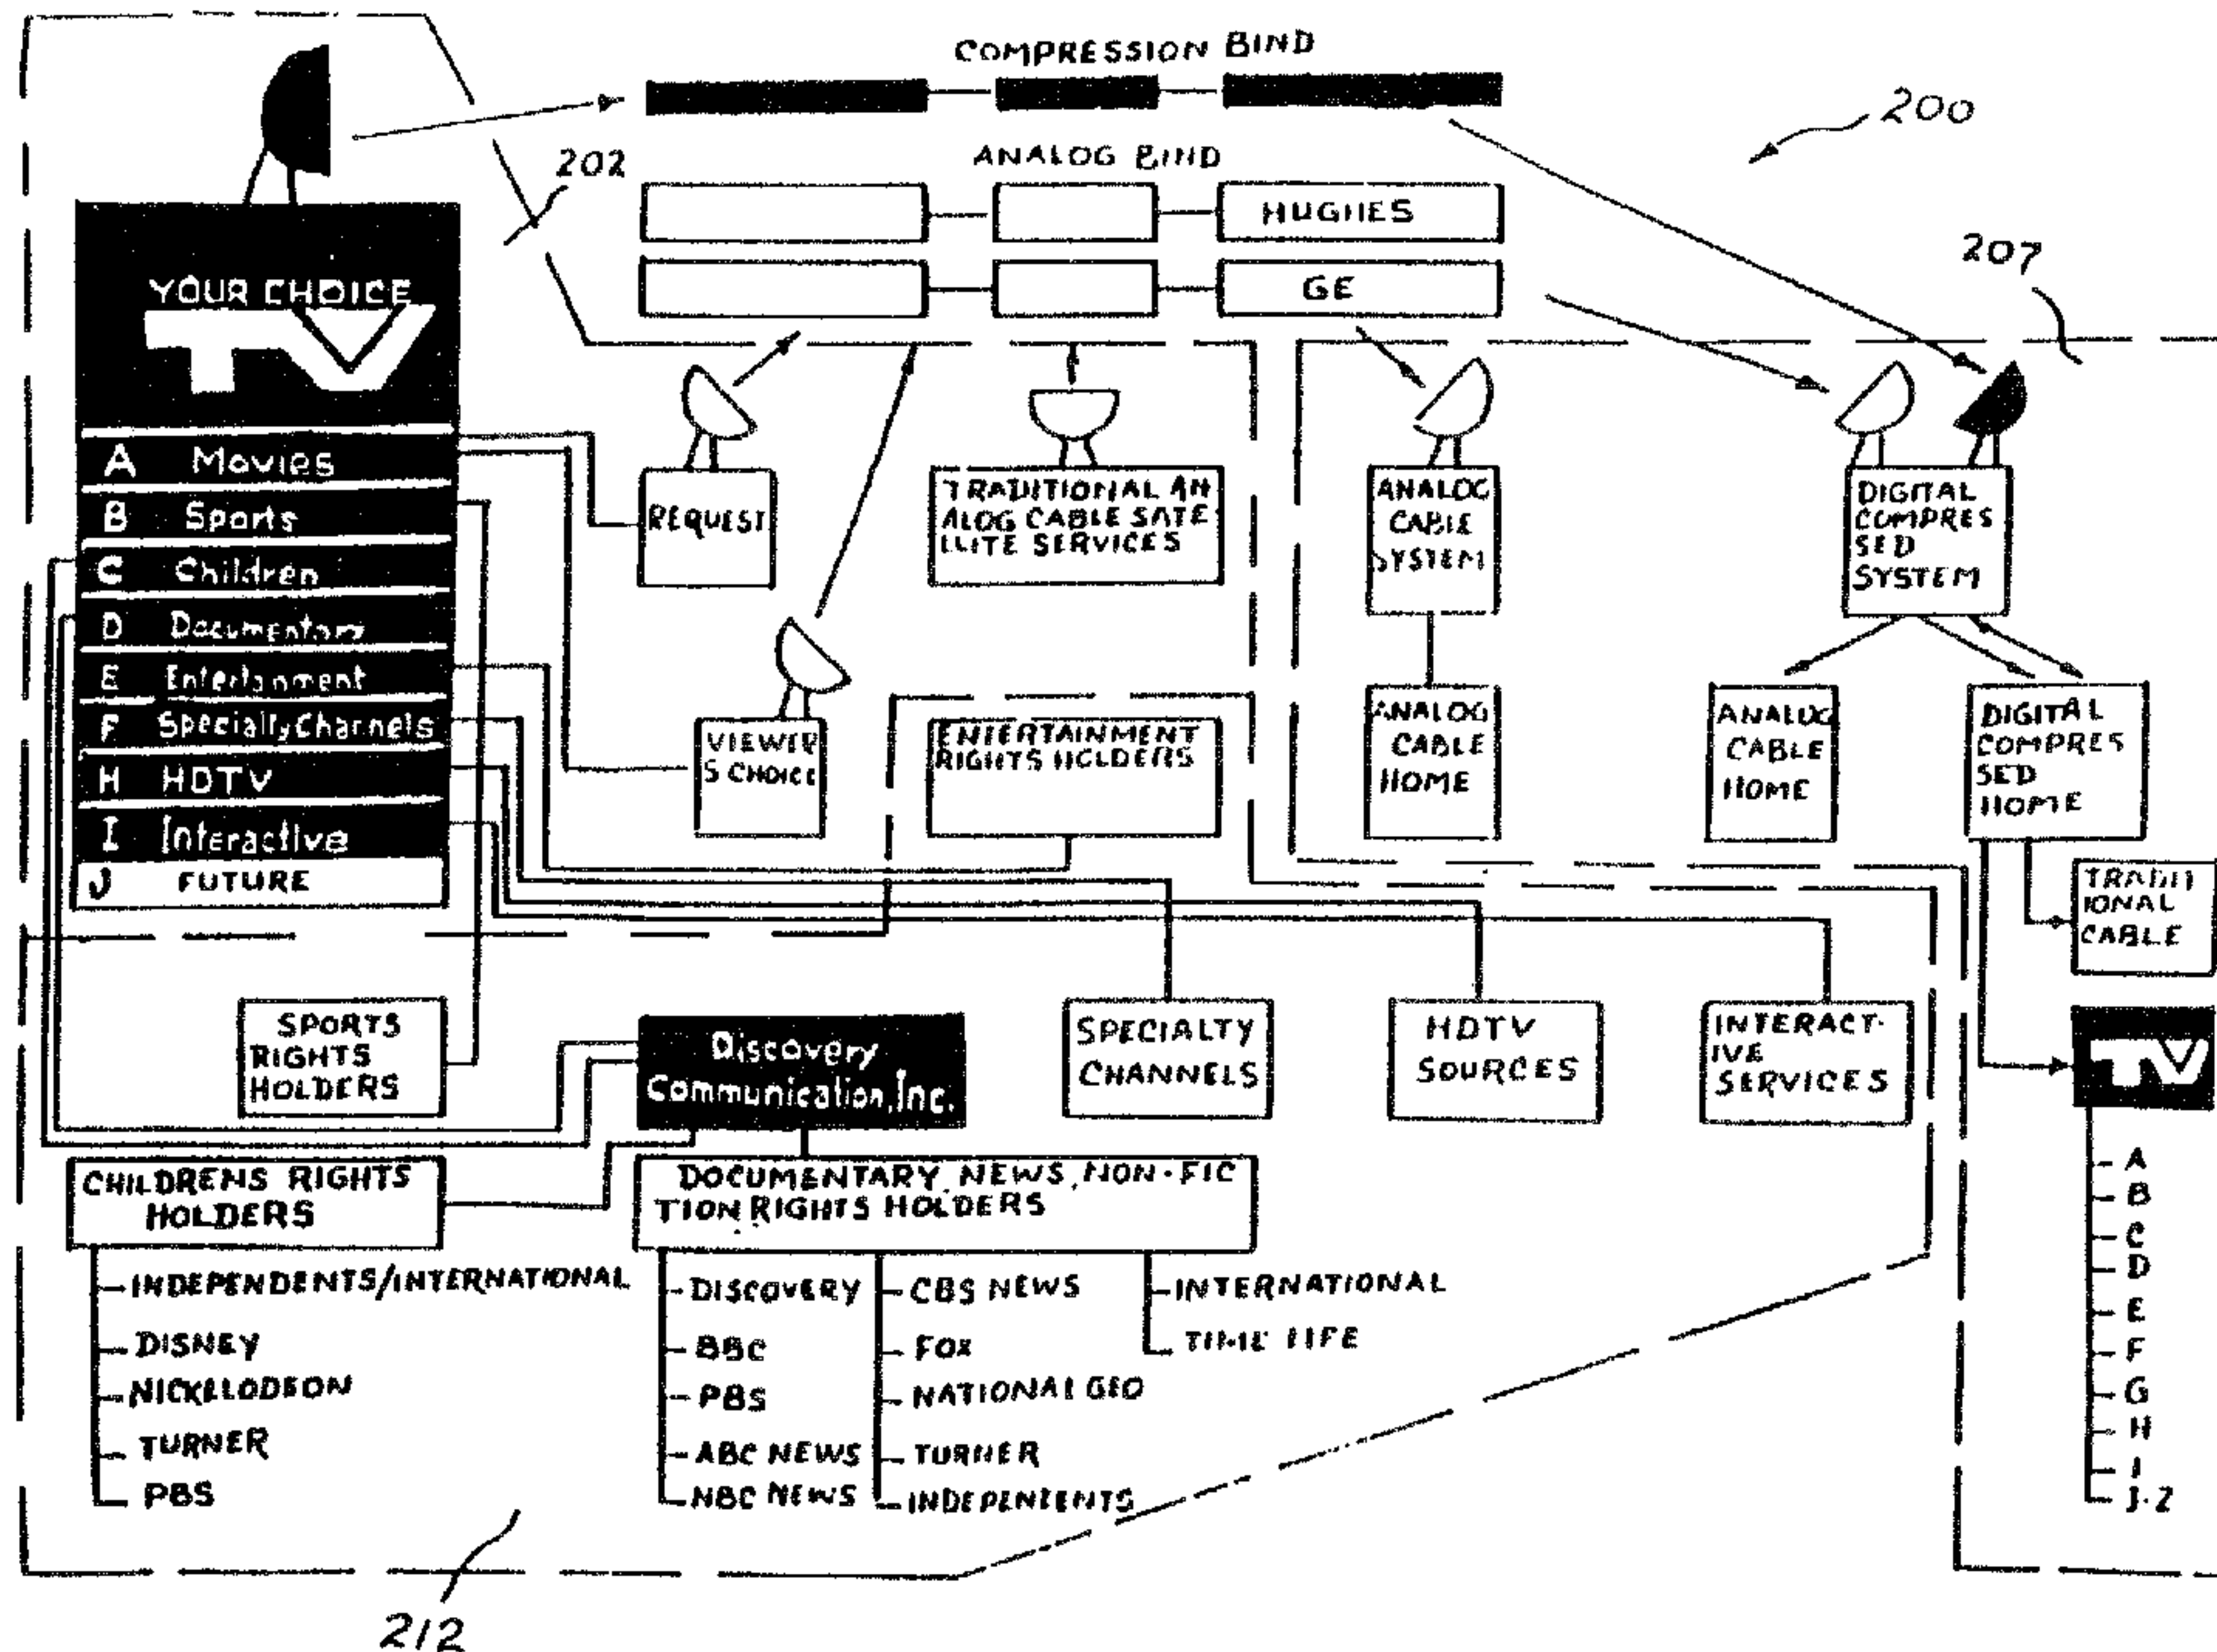 COMPRESSION BIND
200
ANALOG BIND
202
HUGHES
GE
207
YOUR CHOICE
TV
A Movies
B Sports
C Children
D Documentary
E Entertainment
F Specialty Channels
H HDTV
I Interactive
J FUTURE
REQUEST
TRADITIONAL AN
ALOG CABLE SATE
LLITE SERVICES
ANALOG
CABLE
SYSTEM
DIGITAL
COMPRES
SED
SYSTEM
VIEWER
S CHOICE
ENTERTAINMENT
RIGHTS HOLDERS
ANALOG
CABLE
HOME
ANALOG
CABLE
HOME
DIGITAL
COMPRES
SED
HOME
TRADIT
IONAL
CABLE
SPORTS
RIGHTS
HOLDERS
Discovery
Communication, Inc.
SPECIALTY
CHANNELS
HDTV
SOURCES
INTERACT-
IVE
SERVICES
TV
CHILDRENS RIGHTS
HOLDERS
INDEPENDENTS/INTERNATIONAL
DISNEY
NICKELODEON
TURNER
PBS
DOCUMENTARY, NEWS, NON-FIC
TION RIGHTS HOLDERS
DISCOVERY
BBC
PBS
ABC NEWS
NBC NEWS
CBS NEWS
FOX
NATIONAL GEO
TURNER
INDEPENDENTS
INTERNATIONAL
TIME LIFE
A
B
C
D
E
F
G
H
I
J-Z
212